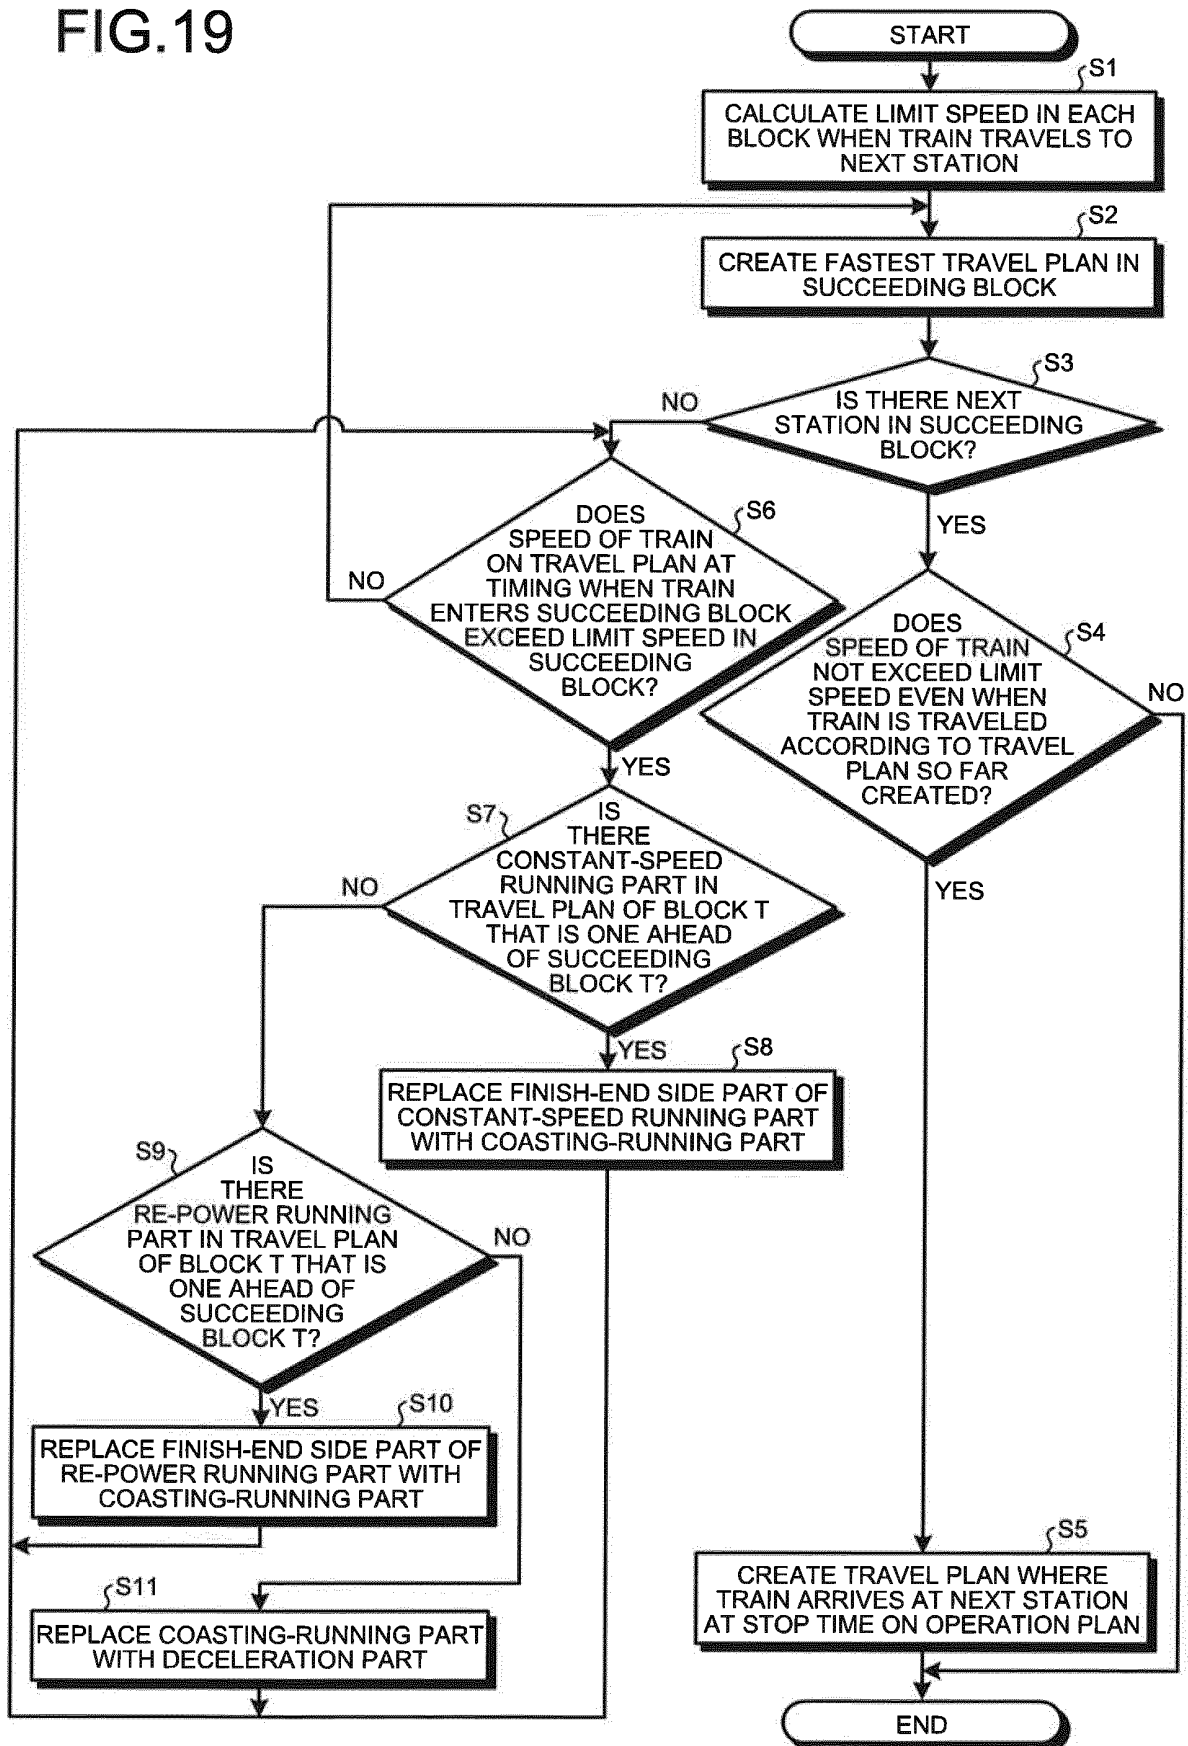 FIG.19
START
S1
CALCULATE LIMIT SPEED IN EACH
BLOCK WHEN TRAIN TRAVELS TO
NEXT STATION
S2
CREATE FASTEST TRAVEL PLAN IN
SUCCEEDING BLOCK
S3
IS THERE NEXT
STATION IN SUCCEEDING
BLOCK?
NO
YES
S6
DOES
SPEED OF TRAIN
ON TRAVEL PLAN AT
TIMING WHEN TRAIN
ENTERS SUCCEEDING BLOCK
EXCEED LIMIT SPEED IN
SUCCEEDING
BLOCK?
NO
YES
S4
DOES
SPEED OF TRAIN
NOT EXCEED LIMIT
SPEED EVEN WHEN
TRAIN IS TRAVELED
ACCORDING TO TRAVEL
PLAN SO FAR
CREATED?
NO
YES
S7
IS
THERE
CONSTANT-SPEED
RUNNING PART IN
TRAVEL PLAN OF BLOCK T
THAT IS ONE AHEAD
OF SUCCEEDING
BLOCK T?
NO
YES
S8
REPLACE FINISH-END SIDE PART OF
CONSTANT-SPEED RUNNING PART
WITH COASTING-RUNNING PART
S9
IS
THERE
RE-POWER RUNNING
PART IN TRAVEL PLAN
OF BLOCK T THAT IS
ONE AHEAD OF
SUCCEEDING
BLOCK T?
NO
YES
S10
REPLACE FINISH-END SIDE PART OF
RE-POWER RUNNING PART WITH
COASTING-RUNNING PART
S11
REPLACE COASTING-RUNNING PART
WITH DECELERATION PART
S5
CREATE TRAVEL PLAN WHERE
TRAIN ARRIVES AT NEXT STATION
AT STOP TIME ON OPERATION PLAN
END